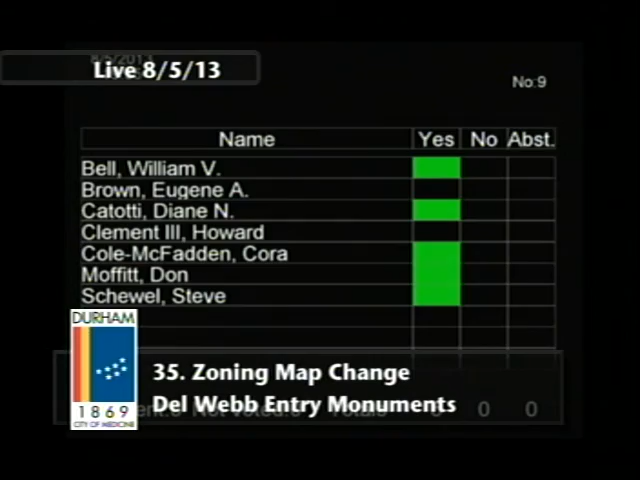 Live 8/5/13
No:9
Name Yes No Abst.
Bell, William V.
Brown, Eugene A.
Catotti, Diane N.
Clement III, Howard
Cole-McFadden, Cora
Moffitt, Don
Schewel, Steve
DURHAM
1869
CITY OF MEDICINE
35. Zoning Map Change
Del Webb Entry Monuments
0 0